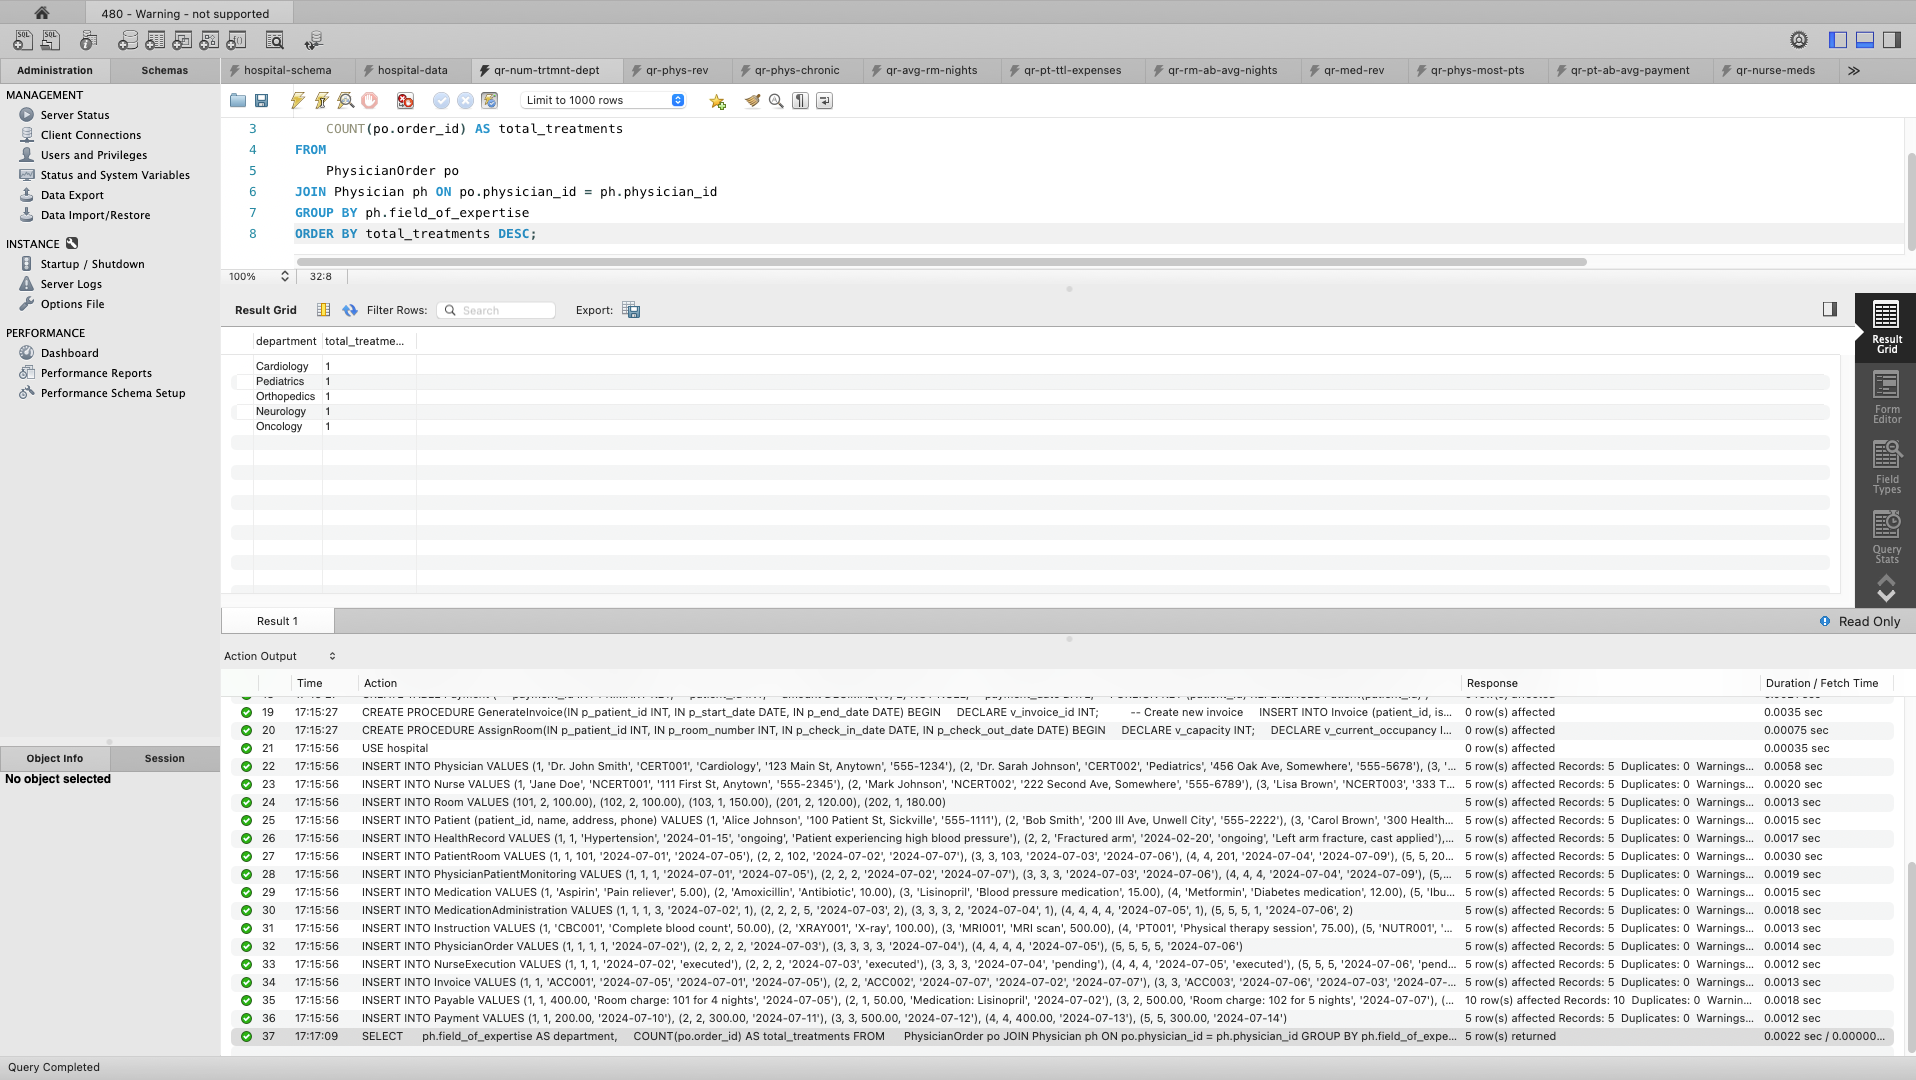 480 - Warning - not supported
Administration Schemas
hospital-schema hospital-data qr-num-trtmnt-dept qr-phys-rev qr-phys-chronic qr-avg-rm-nights qr-pt-ttl-expenses qr-rm-ab-avg-nights qr-med-rev qr-phys-most-pts qr-pt-ab-avg-payment qr-nurse-meds
MANAGEMENT
Server Status
Client Connections
Users and Privileges
Status and System Variables
Data Export
Data Import/Restore
INSTANCE
Startup / Shutdown
Server Logs
Options File
PERFORMANCE
Dashboard
Performance Reports
Performance Schema Setup
Object Info Session
No object selected
Limit to 1000 rows
3 COUNT(po.order_id) AS total_treatments
4 FROM
5 PhysicianOrder po
6 JOIN Physician ph ON po.physician_id = ph.physician_id
7 GROUP BY ph.field_of_expertise
8 ORDER BY total_treatments DESC;
100% 32:8
Result Grid Filter Rows: Search Export:
department total_treatme...
Cardiology 1
Pediatrics 1
Orthopedics 1
Neurology 1
Oncology 1
Result Grid
Form Editor
Field Types
Query Stats
Result 1 Read Only
Action Output
Time Action Response Duration / Fetch Time
19 17:15:27 CREATE PROCEDURE GenerateInvoice(IN p_patient_id INT, IN p_start_date DATE, IN p_end_date DATE) BEGIN DECLARE v_invoice_id INT; -- Create new invoice INSERT INTO Invoice (patient_id, is... 0 row(s) affected 0.0035 sec
20 17:15:27 CREATE PROCEDURE AssignRoom(IN p_patient_id INT, IN p_room_number INT, IN p_check_in_date DATE, IN p_check_out_date DATE) BEGIN DECLARE v_capacity INT; DECLARE v_current_occupancy I... 0 row(s) affected 0.00075 sec
21 17:15:56 USE hospital 0 row(s) affected 0.00035 sec
22 17:15:56 INSERT INTO Physician VALUES (1, 'Dr. John Smith', 'CERT001', 'Cardiology', '123 Main St, Anytown', '555-1234'), (2, 'Dr. Sarah Johnson', 'CERT002', 'Pediatrics', '456 Oak Ave, Somewhere', '555-5678'), (3, '... 5 row(s) affected Records: 5 Duplicates: 0 Warnings... 0.0058 sec
23 17:15:56 INSERT INTO Nurse VALUES (1, 'Jane Doe', 'NCERT001', '111 First St, Anytown', '555-2345'), (2, 'Mark Johnson', 'NCERT002', '222 Second Ave, Somewhere', '555-6789'), (3, 'Lisa Brown', 'NCERT003', '333 T... 5 row(s) affected Records: 5 Duplicates: 0 Warnings... 0.0020 sec
24 17:15:56 INSERT INTO Room VALUES (101, 2, 100.00), (102, 2, 100.00), (103, 1, 150.00), (201, 2, 120.00), (202, 1, 180.00) 5 row(s) affected Records: 5 Duplicates: 0 Warnings... 0.0013 sec
25 17:15:56 INSERT INTO Patient (patient_id, name, address, phone) VALUES (1, 'Alice Johnson', '100 Patient St, Sickville', '555-1111'), (2, 'Bob Smith', '200 Ill Ave, Unwell City', '555-2222'), (3, 'Carol Brown', '300 Health... 5 row(s) affected Records: 5 Duplicates: 0 Warnings... 0.0015 sec
26 17:15:56 INSERT INTO HealthRecord VALUES (1, 1, 'Hypertension', '2024-01-15', 'ongoing', 'Patient experiencing high blood pressure'), (2, 2, 'Fractured arm', '2024-02-20', 'ongoing', 'Left arm fracture, cast applied'),... 5 row(s) affected Records: 5 Duplicates: 0 Warnings... 0.0017 sec
27 17:15:56 INSERT INTO PatientRoom VALUES (1, 1, 101, '2024-07-01', '2024-07-05'), (2, 2, 102, '2024-07-02', '2024-07-07'), (3, 3, 103, '2024-07-03', '2024-07-06'), (4, 4, 201, '2024-07-04', '2024-07-09'), (5, 5, 20... 5 row(s) affected Records: 5 Duplicates: 0 Warnings... 0.0030 sec
28 17:15:56 INSERT INTO PhysicianPatientMonitoring VALUES (1, 1, 1, '2024-07-01', '2024-07-05'), (2, 2, 2, '2024-07-02', '2024-07-07'), (3, 3, 3, '2024-07-03', '2024-07-06'), (4, 4, 4, '2024-07-04', '2024-07-09'), (5,... 5 row(s) affected Records: 5 Duplicates: 0 Warnings... 0.0019 sec
29 17:15:56 INSERT INTO Medication VALUES (1, 'Aspirin', 'Pain reliever', 5.00), (2, 'Amoxicillin', 'Antibiotic', 10.00), (3, 'Lisinopril', 'Blood pressure medication', 15.00), (4, 'Metformin', 'Diabetes medication', 12.00), (5, 'Ibu... 5 row(s) affected Records: 5 Duplicates: 0 Warnings... 0.0015 sec
30 17:15:56 INSERT INTO MedicationAdministration VALUES (1, 1, 1, 3, '2024-07-02', 1), (2, 2, 2, 5, '2024-07-03', 2), (3, 3, 3, 2, '2024-07-04', 1), (4, 4, 4, 4, '2024-07-05', 1), (5, 5, 5, 1, '2024-07-06', 2) 5 row(s) affected Records: 5 Duplicates: 0 Warnings... 0.0018 sec
31 17:15:56 INSERT INTO Instruction VALUES (1, 'CBC001', 'Complete blood count', 50.00), (2, 'XRAY001', 'X-ray', 100.00), (3, 'MRI001', 'MRI scan', 500.00), (4, 'PT001', 'Physical therapy session', 75.00), (5, 'NUTR001', '... 5 row(s) affected Records: 5 Duplicates: 0 Warnings... 0.0013 sec
32 17:15:56 INSERT INTO PhysicianOrder VALUES (1, 1, 1, 1, '2024-07-02'), (2, 2, 2, 2, '2024-07-03'), (3, 3, 3, 3, '2024-07-04'), (4, 4, 4, 4, '2024-07-05'), (5, 5, 5, 5, '2024-07-06') 5 row(s) affected Records: 5 Duplicates: 0 Warnings... 0.0014 sec
33 17:15:56 INSERT INTO NurseExecution VALUES (1, 1, 1, '2024-07-02', 'executed'), (2, 2, 2, '2024-07-03', 'executed'), (3, 3, 3, '2024-07-04', 'pending'), (4, 4, 4, '2024-07-05', 'executed'), (5, 5, 5, '2024-07-06', 'pend... 5 row(s) affected Records: 5 Duplicates: 0 Warnings... 0.0012 sec
34 17:15:56 INSERT INTO Invoice VALUES (1, 1, 'ACC001', '2024-07-05', '2024-07-01', '2024-07-05'), (2, 2, 'ACC002', '2024-07-07', '2024-07-02', '2024-07-07'), (3, 3, 'ACC003', '2024-07-06', '2024-07-03', '2024-07-... 5 row(s) affected Records: 5 Duplicates: 0 Warnings... 0.0013 sec
35 17:15:56 INSERT INTO Payable VALUES (1, 1, 400.00, 'Room charge: 101 for 4 nights', '2024-07-05'), (2, 1, 50.00, 'Medication: Lisinopril', '2024-07-02'), (3, 2, 500.00, 'Room charge: 102 for 5 nights', '2024-07-07'), (... 10 row(s) affected Records: 10 Duplicates: 0 Warnin... 0.0018 sec
36 17:15:56 INSERT INTO Payment VALUES (1, 1, 200.00, '2024-07-10'), (2, 2, 300.00, '2024-07-11'), (3, 3, 500.00, '2024-07-12'), (4, 4, 400.00, '2024-07-13'), (5, 5, 300.00, '2024-07-14') 5 row(s) affected Records: 5 Duplicates: 0 Warnings... 0.0012 sec
37 17:17:09 SELECT ph.field_of_expertise AS department, COUNT(po.order_id) AS total_treatments FROM PhysicianOrder po JOIN Physician ph ON po.physician_id = ph.physician_id GROUP BY ph.field_of_expe... 5 row(s) returned 0.0022 sec / 0.00000...
Query Completed